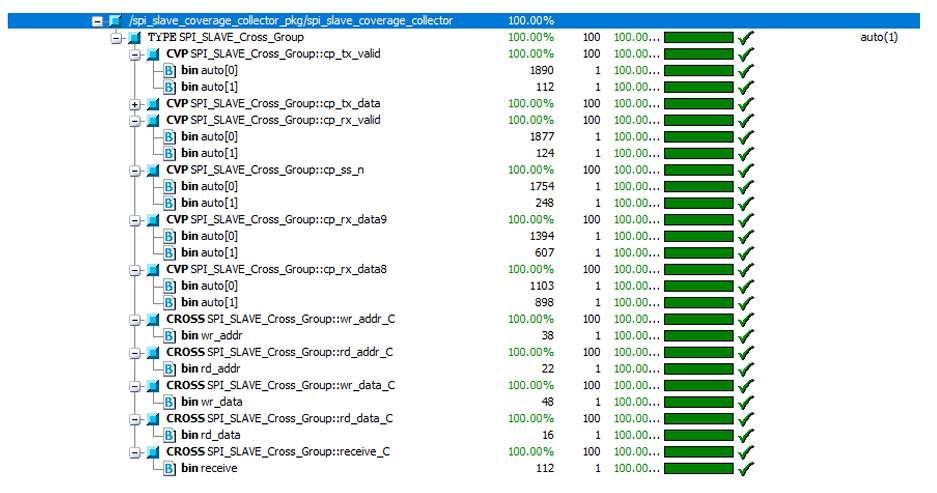 /spi_slave_coverage_collector_pkg/spi_slave_coverage_collector 100.00%
TYPE SPI_SLAVE_Cross_Group 100.00% 100 100.00... auto(1)
CVP SPI_SLAVE_Cross_Group::cp_tx_valid 100.00% 100 100.00...
B bin auto[0] 1890 1 100.00...
B bin auto[1] 112 1 100.00...
CVP SPI_SLAVE_Cross_Group::cp_tx_data 100.00% 100 100.00...
CVP SPI_SLAVE_Cross_Group::cp_rx_valid 100.00% 100 100.00...
B bin auto[0] 1877 1 100.00...
B bin auto[1] 124 1 100.00...
CVP SPI_SLAVE_Cross_Group::cp_ss_n 100.00% 100 100.00...
B bin auto[0] 1754 1 100.00...
B bin auto[1] 248 1 100.00...
CVP SPI_SLAVE_Cross_Group::cp_rx_data9 100.00% 100 100.00...
B bin auto[0] 1394 1 100.00...
B bin auto[1] 607 1 100.00...
CVP SPI_SLAVE_Cross_Group::cp_rx_data8 100.00% 100 100.00...
B bin auto[0] 1103 1 100.00...
B bin auto[1] 898 1 100.00...
CROSS SPI_SLAVE_Cross_Group::wr_addr_C 100.00% 100 100.00...
B bin wr_addr 38 1 100.00...
CROSS SPI_SLAVE_Cross_Group::rd_addr_C 100.00% 100 100.00...
B bin rd_addr 22 1 100.00...
CROSS SPI_SLAVE_Cross_Group::wr_data_C 100.00% 100 100.00...
B bin wr_data 48 1 100.00...
CROSS SPI_SLAVE_Cross_Group::rd_data_C 100.00% 100 100.00...
B bin rd_data 16 1 100.00...
CROSS SPI_SLAVE_Cross_Group::receive_C 100.00% 100 100.00...
B bin receive 112 1 100.00...